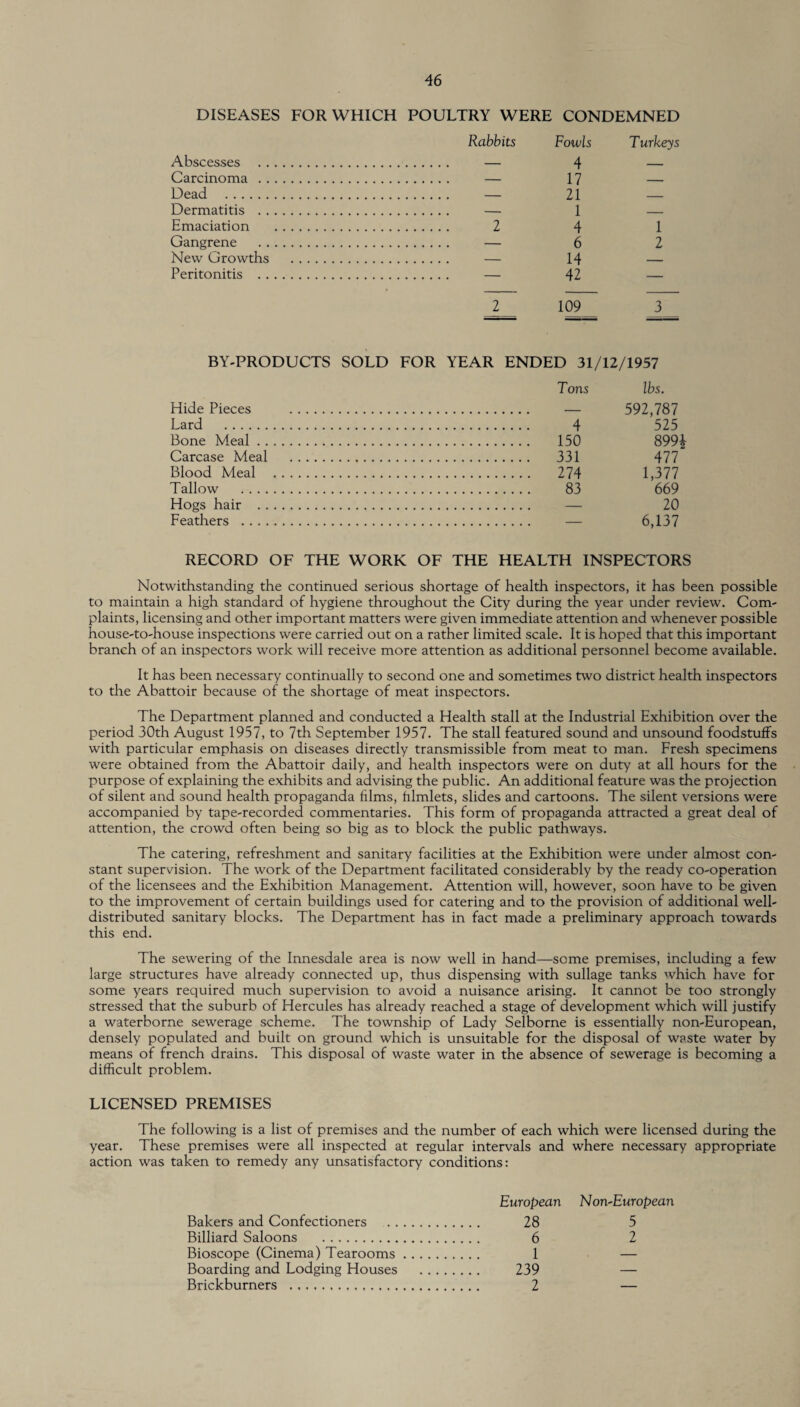 46
DISEASES FOR WHICH POULTRY WERE CONDEMNED
Rabbits Fowls Turkeys
Abscesses .......................... — 4 —
Carcinoma .......................... — 17 —
Dead .......................... — 21 —
Dermatitis .......................... — 1 —
Emaciation .......................... 2 4 1
Gangrene .......................... — 6 2
New Growths .......................... — 14 —
Peritonitis .......................... — 42 —
2 109 3
BY-PRODUCTS SOLD FOR YEAR ENDED 31/12/1957
Tons lbs.
Hide Pieces .......................... — 592,787
Lard .......................... 4 525
Bone Meal .......................... 150 899½
Carcase Meal .......................... 331 477
Blood Meal .......................... 274 1,377
Tallow .......................... 83 669
Hogs hair .......................... — 20
Feathers .......................... — 6,137
RECORD OF THE WORK OF THE HEALTH INSPECTORS
Notwithstanding the continued serious shortage of health inspectors, it has been possible
to maintain a high standard of hygiene throughout the City during the year under review. Com-
plaints, licensing and other important matters were given immediate attention and whenever possible
house-to-house inspections were carried out on a rather limited scale. It is hoped that this important
branch of an inspectors work will receive more attention as additional personnel become available.
It has been necessary continually to second one and sometimes two district health inspectors
to the Abattoir because of the shortage of meat inspectors.
The Department planned and conducted a Health stall at the Industrial Exhibition over the
period 30th August 1957, to 7th September 1957. The stall featured sound and unsound foodstuffs
with particular emphasis on diseases directly transmissible from meat to man. Fresh specimens
were obtained from the Abattoir daily, and health inspectors were on duty at all hours for the
purpose of explaining the exhibits and advising the public. An additional feature was the projection
of silent and sound health propaganda films, filmlets, slides and cartoons. The silent versions were
accompanied by tape-recorded commentaries. This form of propaganda attracted a great deal of
attention, the crowd often being so big as to block the public pathways.
The catering, refreshment and sanitary facilities at the Exhibition were under almost con-
stant supervision. The work of the Department facilitated considerably by the ready co-operation
of the licensees and the Exhibition Management. Attention will, however, soon have to be given
to the improvement of certain buildings used for catering and to the provision of additional well-
distributed sanitary blocks. The Department has in fact made a preliminary approach towards
this end.
The sewering of the Innesdale area is now well in hand—some premises, including a few
large structures have already connected up, thus dispensing with sullage tanks which have for
some years required much supervision to avoid a nuisance arising. It cannot be too strongly
stressed that the suburb of Hercules has already reached a stage of development which will justify
a waterborne sewerage scheme. The township of Lady Selborne is essentially non-European,
densely populated and built on ground which is unsuitable for the disposal of waste water by
means of french drains. This disposal of waste water in the absence of sewerage is becoming a
difficult problem.
LICENSED PREMISES
The following is a list of premises and the number of each which were licensed during the
year. These premises were all inspected at regular intervals and where necessary appropriate
action was taken to remedy any unsatisfactory conditions:
European Non-European
Bakers and Confectioners ............. 28 5
Billiard Saloons ..................... 6 2
Bioscope (Cinema) Tearooms .......... 1 —
Boarding and Lodging Houses ........ 239 —
Brickburners .......................... 2 —